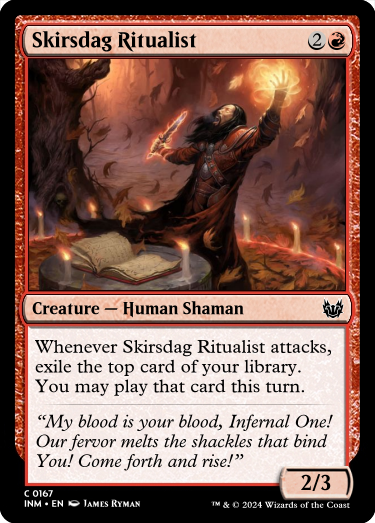 Skirsdag Ritualist 2
Creature — Human Shaman
Whenever Skirsdag Ritualist attacks,
exile the top card of your library.
You may play that card this turn.
“My blood is your blood, Infernal One!
Our fervor melts the shackles that bind
You! Come forth and rise!”
2/3
C 0167
INM • EN James Ryman
™ & © 2024 Wizards of the Coast